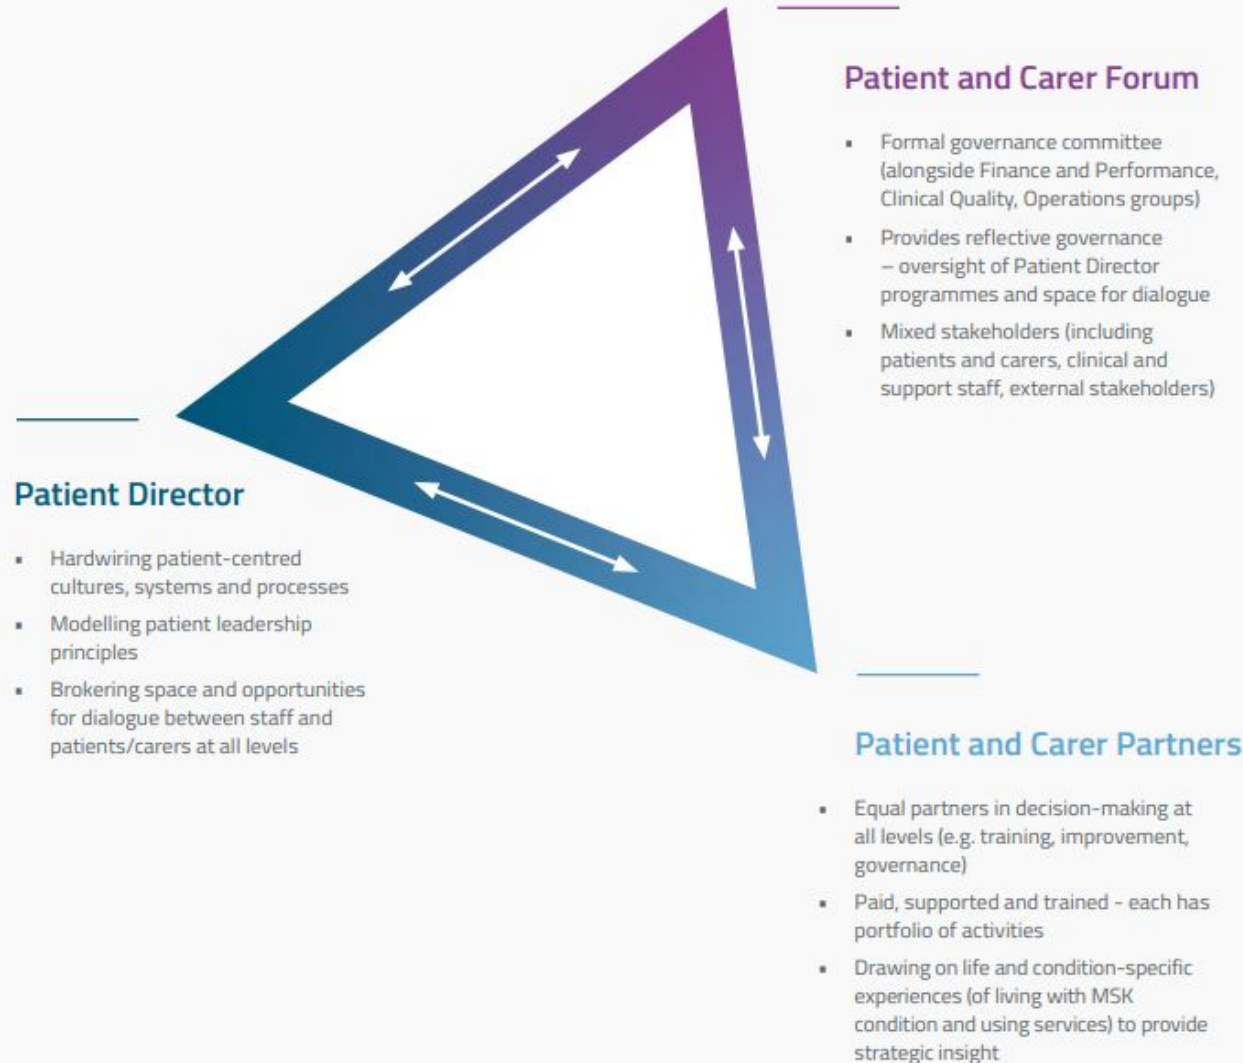 Patient and Carer Forum
▪ Formal governance committee
(alongside Finance and Performance,
Clinical Quality, Operations groups)
▪ Provides reflective governance
– oversight of Patient Director
programmes and space for dialogue
▪ Mixed stakeholders (including
patients and carers, clinical and
support staff, external stakeholders)
Patient Director
▪ Hardwiring patient-centred
cultures, systems and processes
▪ Modelling patient leadership
principles
▪ Brokering space and opportunities
for dialogue between staff and
patients/carers at all levels
Patient and Carer Partners
▪ Equal partners in decision-making at
all levels (e.g. training, improvement,
governance)
▪ Paid, supported and trained - each has
portfolio of activities
▪ Drawing on life and condition-specific
experiences (of living with MSK
condition and using services) to provide
strategic insight